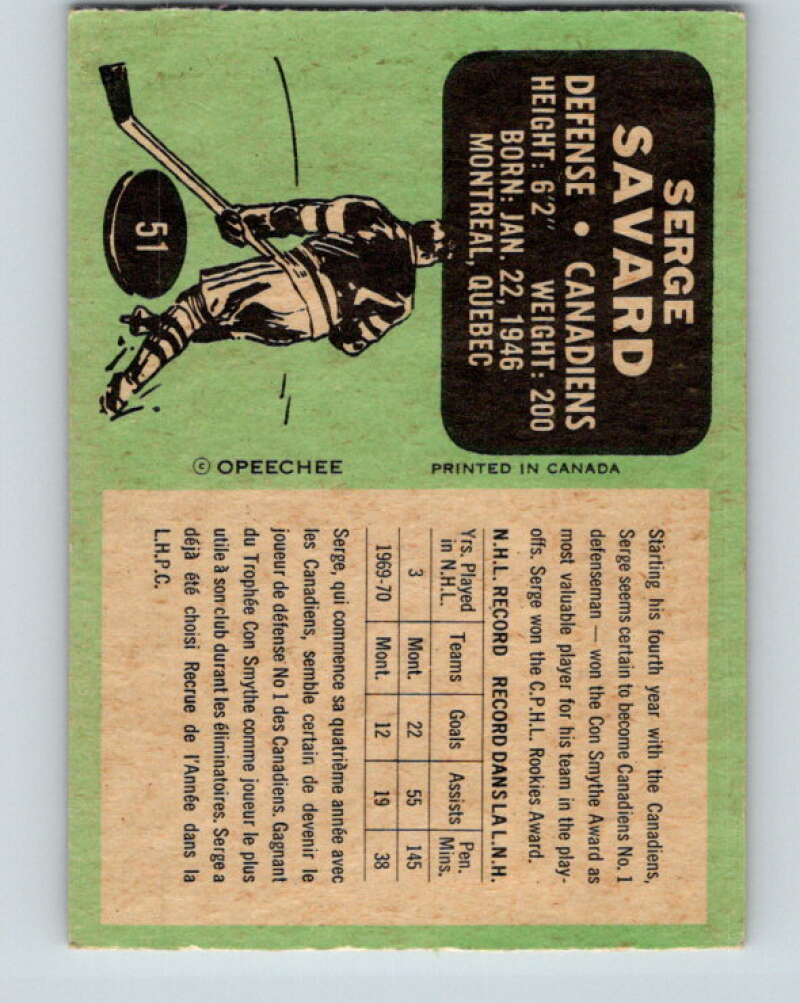 SERGE
SAVARD
DEFENSE • CANADIENS
HEIGHT: 6'2" WEIGHT: 200
BORN: JAN. 22, 1946
MONTREAL, QUEBEC
51
© OPEECHEE
PRINTED IN CANADA
Starting his fourth year with the Canadiens,
Serge seems certain to become Canadiens No. 1
defenseman — won the Con Smythe Award as
most valuable player for his team in the play-
offs. Serge won the C.P.H.L. Rookies Award.
N.H.L. RECORD RECORD DANS LA L.N.H.
Yrs. Played in N.H.L. Teams Goals Assists Pen. Mins.
3 Mont. 22 55 145
1969-70 Mont. 12 19 38
Serge, qui commence sa quatrième année avec
les Canadiens, semble certain de devenir le
joueur de défense No 1 des Canadiens. Gagnant
du Trophée Con Smythe comme joueur le plus
utile à son club durant les éliminatoires. Serge a
déjà été choisi Recrue de l'Année dans la
L.H.P.C.